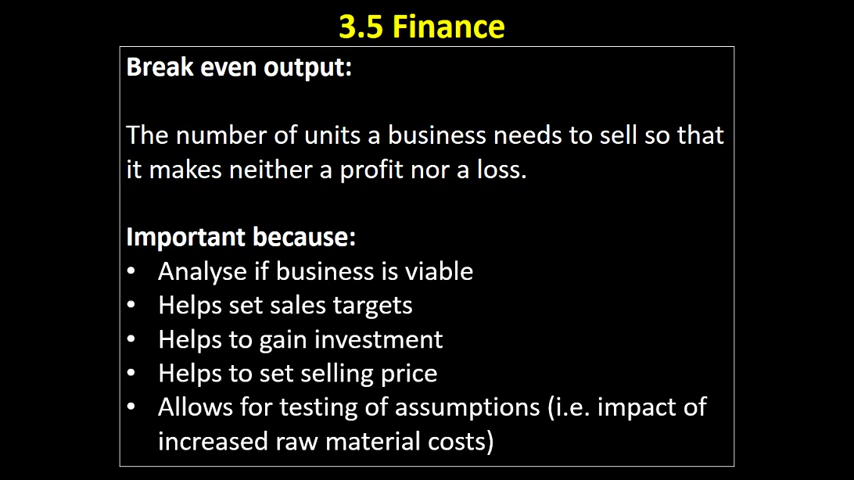 3.5 Finance
Break even output:
The number of units a business needs to sell so that
it makes neither a profit nor a loss.
Important because:
• Analyse if business is viable
• Helps set sales targets
• Helps to gain investment
• Helps to set selling price
• Allows for testing of assumptions (i.e. impact of
increased raw material costs)